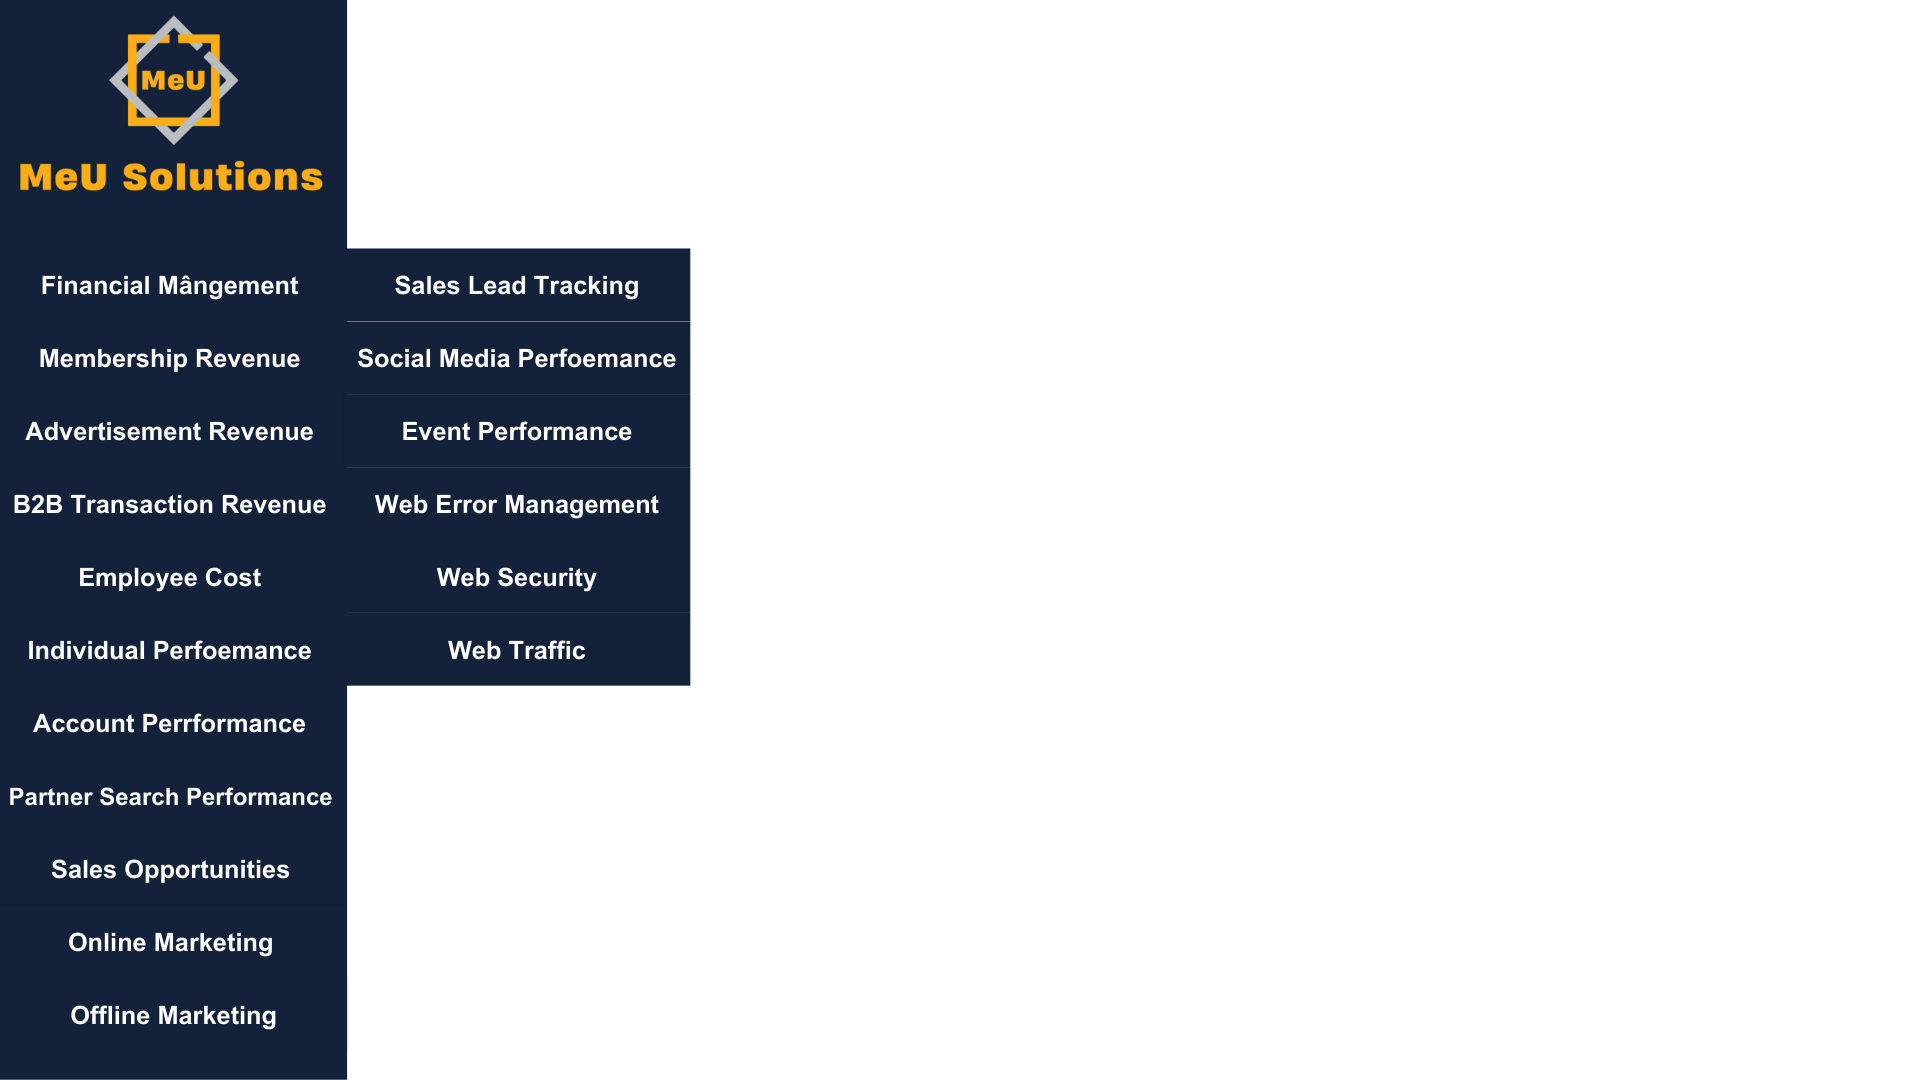 MeU
MeU Solutions
Financial Mângement
Membership Revenue
Advertisement Revenue
B2B Transaction Revenue
Employee Cost
Individual Perfoemance
Account Perrformance
Partner Search Performance
Sales Opportunities
Online Marketing
Offline Marketing
Sales Lead Tracking
Social Media Perfoemance
Event Performance
Web Error Management
Web Security
Web Traffic